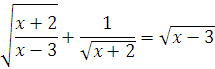 √((x + 2)/(x − 3)) + 1/√(x + 2) = √(x − 3)